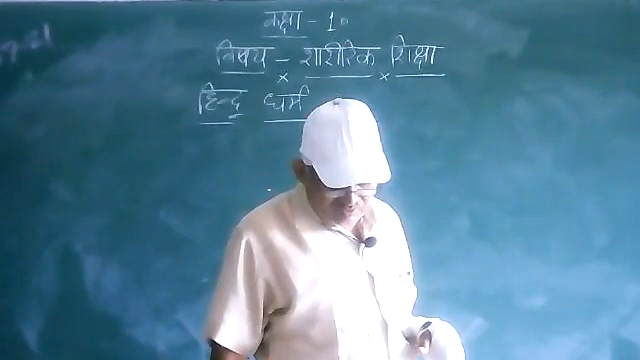 कक्षा - 10
विषय - शारीरिक शिक्षा
× ×
हिन्दू धर्म